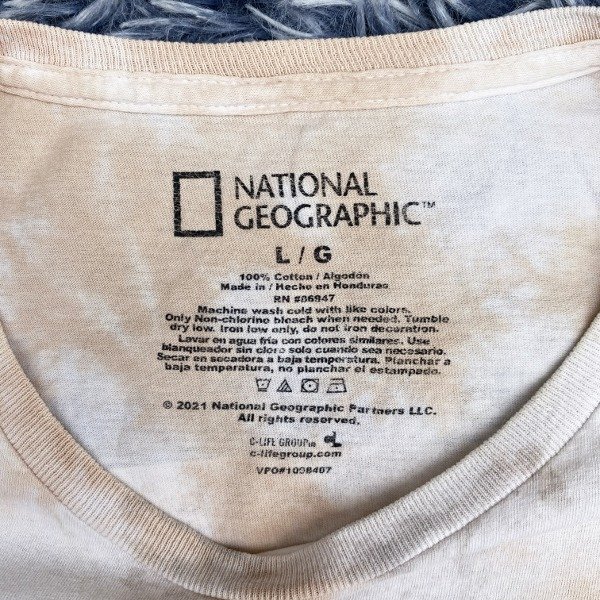 NATIONAL
GEOGRAPHIC™
L / G
100% Cotton / Algodon
Made in / Hecho en Honduras
RN #86947
Machine wash cold with like colors.
Only Non-chlorine bleach when needed. Tumble
dry low. Iron low only, do not iron decoration.
Lavar en agua fría con colores similares. Use
blanqueador sin cloro solo cuando sea necesario.
Secar en secadora a baja temperatura. Planchar a
baja temperatura, no planchar el estampado.
© 2021 National Geographic Partners LLC.
All rights reserved.
C-LIFE GROUP
c-lifegroup.com
VPO#1098407